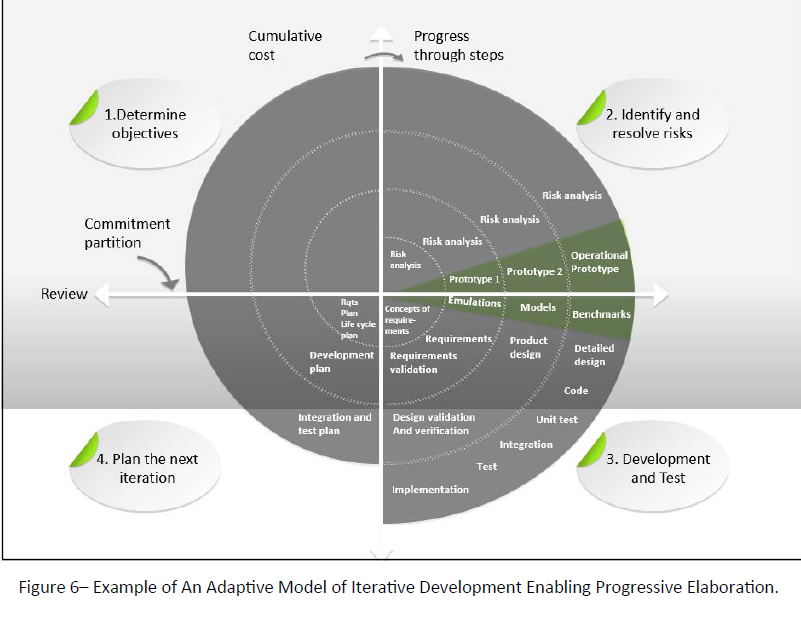 Cumulative
cost
Progress
through steps
1.Determine
objectives
2. Identify and
resolve risks
Risk analysis
Risk analysis
Commitment
partition
Risk analysis
Risk
analysis
Operational
Prototype
Prototype 2
Prototype 1
Review
Emulations
Models
Benchmarks
Rqts
Plan
Life cycle
plan
Concepts of
require-
ments
Requirements
Product
design
Detailed
design
Development
plan
Requirements
validation
Code
Integration and
test plan
Design validation
And verification
Unit test
Integration
Test
Implementation
4. Plan the next
iteration
3. Development
and Test
Figure 6– Example of An Adaptive Model of Iterative Development Enabling Progressive Elaboration.